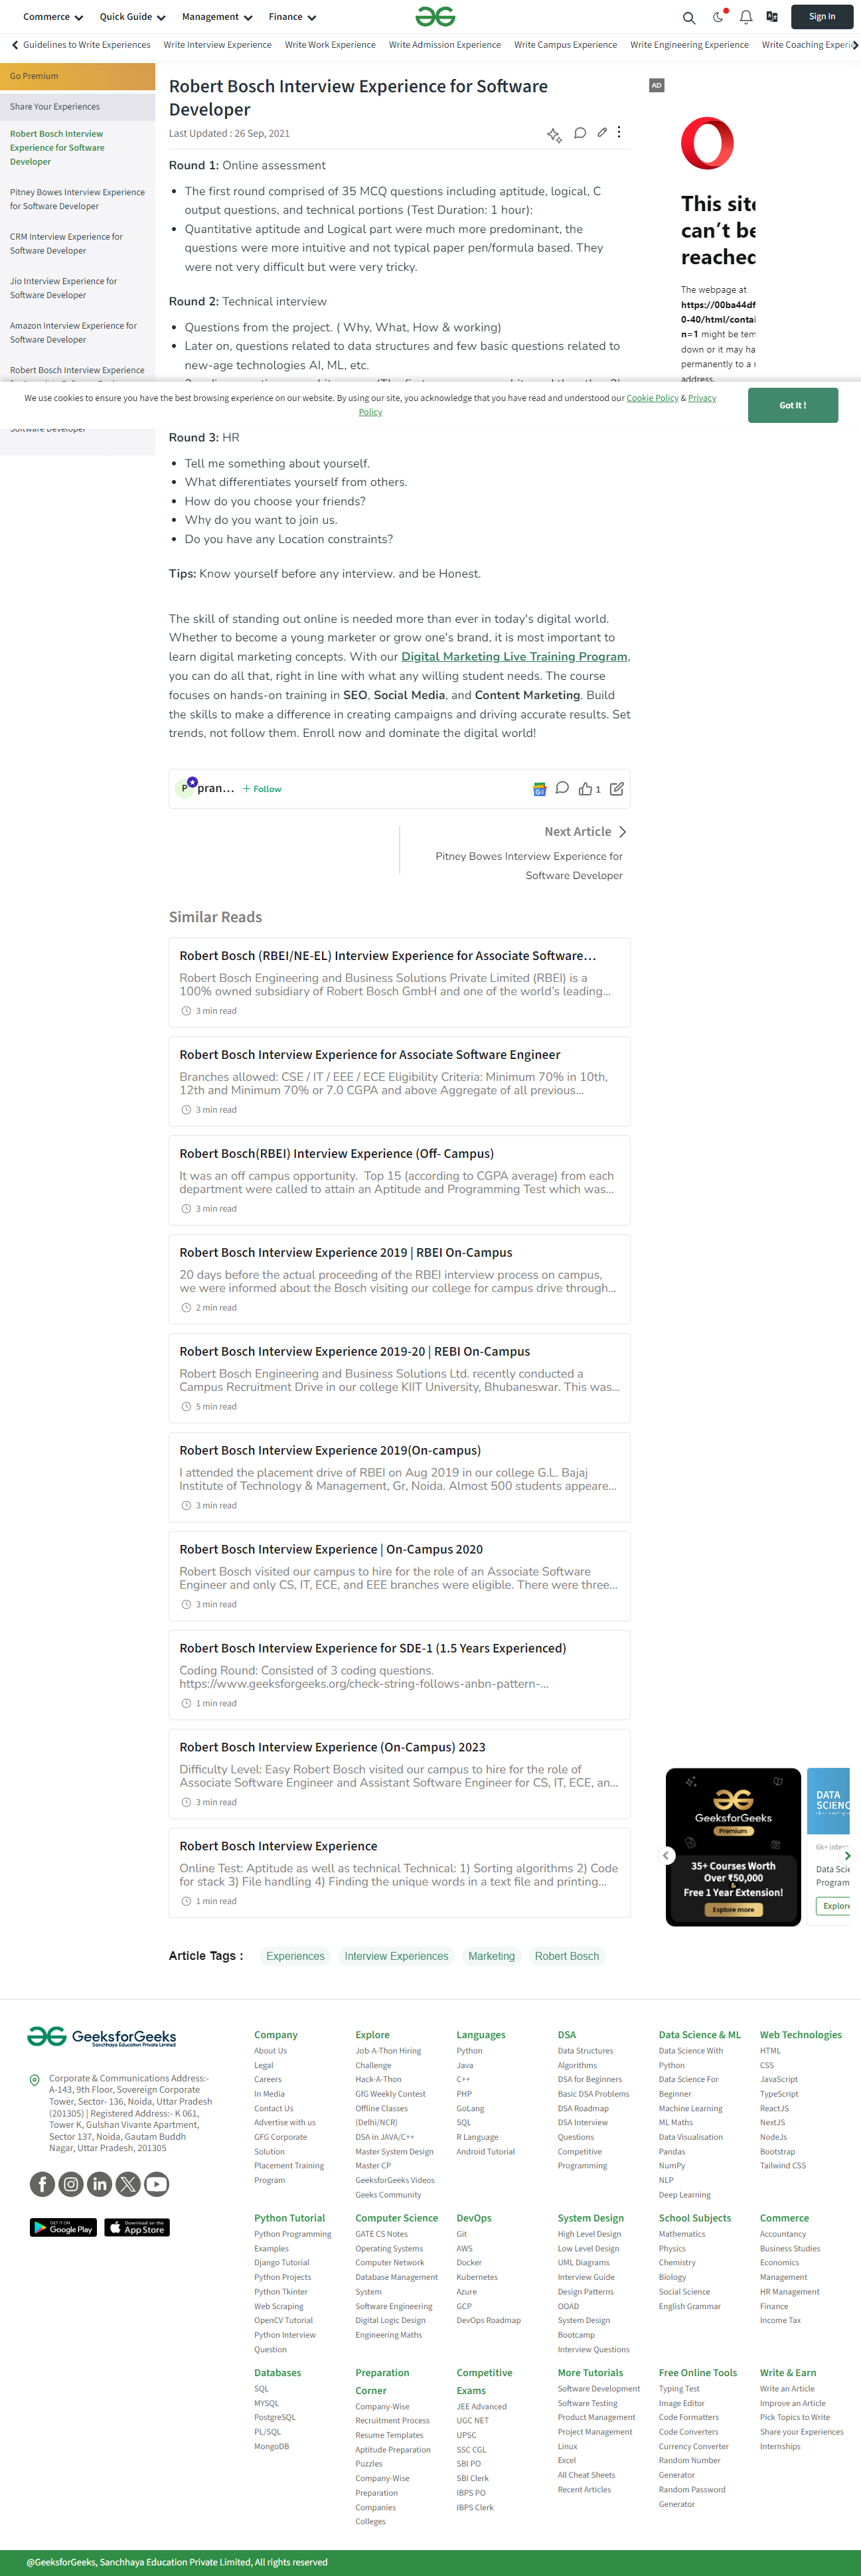 Commerce Quick Guide Management Finance Sign In
Guidelines to Write Experiences Write Interview Experience Write Work Experience Write Admission Experience Write Campus Experience Write Engineering Experience Write Coaching
Go Premium
Share Your Experiences
Robert Bosch Interview
Experience for Software
Developer
Pitney Bowes Interview Experience
for Software Developer
CRM Interview Experience for
Software Developer
Jio Interview Experience for
Software Developer
Amazon Interview Experience for
Software Developer
Robert Bosch Interview Experience
Software Developer
Robert Bosch Interview Experience for Software
Developer
Last Updated : 26 Sep, 2021
Round 1: Online assessment
• The first round comprised of 35 MCQ questions including aptitude, logical, C
output questions, and technical portions (Test Duration: 1 hour):
• Quantitative aptitude and Logical part were much more predominant, the
questions were more intuitive and not typical paper pen/formula based. They
were not very difficult but were very tricky.
Round 2: Technical interview
• Questions from the project. ( Why, What, How & working)
• Later on, questions related to data structures and few basic questions related to
new-age technologies AI, ML, etc.
We use cookies to ensure you have the best browsing experience on our website. By using our site, you acknowledge that you have read and understood our Cookie Policy & Privacy
Policy
Got It !
Round 3: HR
• Tell me something about yourself.
• What differentiates yourself from others.
• How do you choose your friends?
• Why do you want to join us.
• Do you have any Location constraints?
Tips: Know yourself before any interview. and be Honest.
The skill of standing out online is needed more than ever in today's digital world.
Whether to become a young marketer or grow one's brand, it is most important to
learn digital marketing concepts. With our Digital Marketing Live Training Program,
you can do all that, right in line with what any willing student needs. The course
focuses on hands-on training in SEO, Social Media, and Content Marketing. Build
the skills to make a difference in creating campaigns and driving accurate results. Set
trends, not follow them. Enroll now and dominate the digital world!
P pran... + Follow 1
Next Article
Pitney Bowes Interview Experience for
Software Developer
Similar Reads
Robert Bosch (RBEI/NE-EL) Interview Experience for Associate Software...
Robert Bosch Engineering and Business Solutions Private Limited (RBEI) is a
100% owned subsidiary of Robert Bosch GmbH and one of the world's leading...
3 min read
Robert Bosch Interview Experience for Associate Software Engineer
Branches allowed: CSE / IT / EEE / ECE Eligibility Criteria: Minimum 70% in 10th,
12th and Minimum 70% or 7.0 CGPA and above Aggregate of all previous...
3 min read
Robert Bosch(RBEI) Interview Experience (Off- Campus)
It was an off campus opportunity. Top 15 (according to CGPA average) from each
department were called to attain an Aptitude and Programming Test which was...
3 min read
Robert Bosch Interview Experience 2019 | RBEI On-Campus
20 days before the actual proceeding of the RBEI interview process on campus,
we were informed about the Bosch visiting our college for campus drive through...
2 min read
Robert Bosch Interview Experience 2019-20 | REBI On-Campus
Robert Bosch Engineering and Business Solutions Ltd. recently conducted a
Campus Recruitment Drive in our college KIIT University, Bhubaneswar. This was...
5 min read
Robert Bosch Interview Experience 2019(On-campus)
I attended the placement drive of RBEI on Aug 2019 in our college G.L. Bajaj
Institute of Technology & Management, Gr, Noida. Almost 500 students appeare...
3 min read
Robert Bosch Interview Experience | On-Campus 2020
Robert Bosch visited our campus to hire for the role of an Associate Software
Engineer and only CS, IT, ECE, and EEE branches were eligible. There were three...
3 min read
Robert Bosch Interview Experience for SDE-1 (1.5 Years Experienced)
Coding Round: Consisted of 3 coding questions.
https://www.geeksforgeeks.org/check-string-follows-anbn-pattern-...
1 min read
Robert Bosch Interview Experience (On-Campus) 2023
Difficulty Level: Easy Robert Bosch visited our campus to hire for the role of
Associate Software Engineer and Assistant Software Engineer for CS, IT, ECE, an...
3 min read
Robert Bosch Interview Experience
Online Test: Aptitude as well as technical Technical: 1) Sorting algorithms 2) Code
for stack 3) File handling 4) Finding the unique words in a text file and printing...
1 min read
Article Tags : Experiences Interview Experiences Marketing Robert Bosch
AD
This site
can't be
reached
The webpage at
https://00ba44df
0-40/html/contai
n=1 might be tem
down or it may ha
permanently to a
address.
GeeksforGeeks
Premium
35+ Courses Worth
Over ₹50,000
&
Free 1 Year Extension!
Explore more
DATA
SCIENC
6k+ inter
Data Scie
Program
Explore
GeeksforGeeks
Sanchhaya Education Private Limited
Corporate & Communications Address:-
A-143, 9th Floor, Sovereign Corporate
Tower, Sector- 136, Noida, Uttar Pradesh
(201305) | Registered Address:- K 061,
Tower K, Gulshan Vivante Apartment,
Sector 137, Noida, Gautam Buddh
Nagar, Uttar Pradesh, 201305
GET IT ON
Google Play
Download on the
App Store
Company
About Us
Legal
Careers
In Media
Contact Us
Advertise with us
GFG Corporate
Solution
Placement Training
Program
Explore
Job-A-Thon Hiring
Challenge
Hack-A-Thon
GfG Weekly Contest
Offline Classes
(Delhi/NCR)
DSA in JAVA/C++
Master System Design
Master CP
GeeksforGeeks Videos
Geeks Community
Languages
Python
Java
C++
PHP
GoLang
SQL
R Language
Android Tutorial
DSA
Data Structures
Algorithms
DSA for Beginners
Basic DSA Problems
DSA Roadmap
DSA Interview
Questions
Competitive
Programming
Data Science & ML
Data Science With
Python
Data Science For
Beginner
Machine Learning
ML Maths
Data Visualisation
Pandas
NumPy
NLP
Deep Learning
Web Technologies
HTML
CSS
JavaScript
TypeScript
ReactJS
NextJS
NodeJs
Bootstrap
Tailwind CSS
Python Tutorial
Python Programming
Examples
Django Tutorial
Python Projects
Python Tkinter
Web Scraping
OpenCV Tutorial
Python Interview
Question
Computer Science
GATE CS Notes
Operating Systems
Computer Network
Database Management
System
Software Engineering
Digital Logic Design
Engineering Maths
DevOps
Git
AWS
Docker
Kubernetes
Azure
GCP
DevOps Roadmap
System Design
High Level Design
Low Level Design
UML Diagrams
Interview Guide
Design Patterns
OOAD
System Design
Bootcamp
Interview Questions
School Subjects
Mathematics
Physics
Chemistry
Biology
Social Science
English Grammar
Commerce
Accountancy
Business Studies
Economics
Management
HR Management
Finance
Income Tax
Databases
SQL
MYSQL
PostgreSQL
PL/SQL
MongoDB
Preparation
Corner
Company-Wise
Recruitment Process
Resume Templates
Aptitude Preparation
Puzzles
Company-Wise
Preparation
Companies
Colleges
Competitive
Exams
JEE Advanced
UGC NET
UPSC
SSC CGL
SBI PO
SBI Clerk
IBPS PO
IBPS Clerk
More Tutorials
Software Development
Software Testing
Product Management
Project Management
Linux
Excel
All Cheat Sheets
Recent Articles
Free Online Tools
Typing Test
Image Editor
Code Formatters
Code Converters
Currency Converter
Random Number
Generator
Random Password
Generator
Write & Earn
Write an Article
Improve an Article
Pick Topics to Write
Share your Experiences
Internships
@GeeksforGeeks, Sanchhaya Education Private Limited, All rights reserved